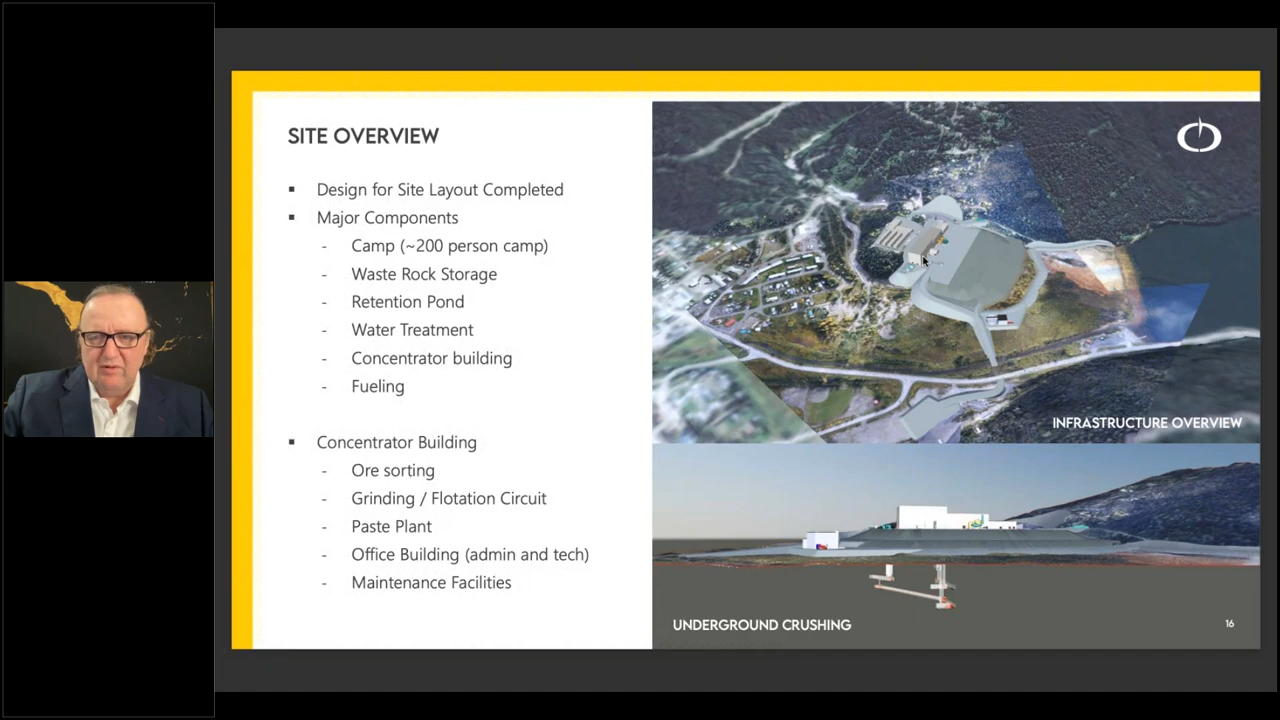 SITE OVERVIEW
▪ Design for Site Layout Completed
▪ Major Components
- Camp (~200 person camp)
- Waste Rock Storage
- Retention Pond
- Water Treatment
- Concentrator building
- Fueling
▪ Concentrator Building
- Ore sorting
- Grinding / Flotation Circuit
- Paste Plant
- Office Building (admin and tech)
- Maintenance Facilities
INFRASTRUCTURE OVERVIEW
UNDERGROUND CRUSHING
16